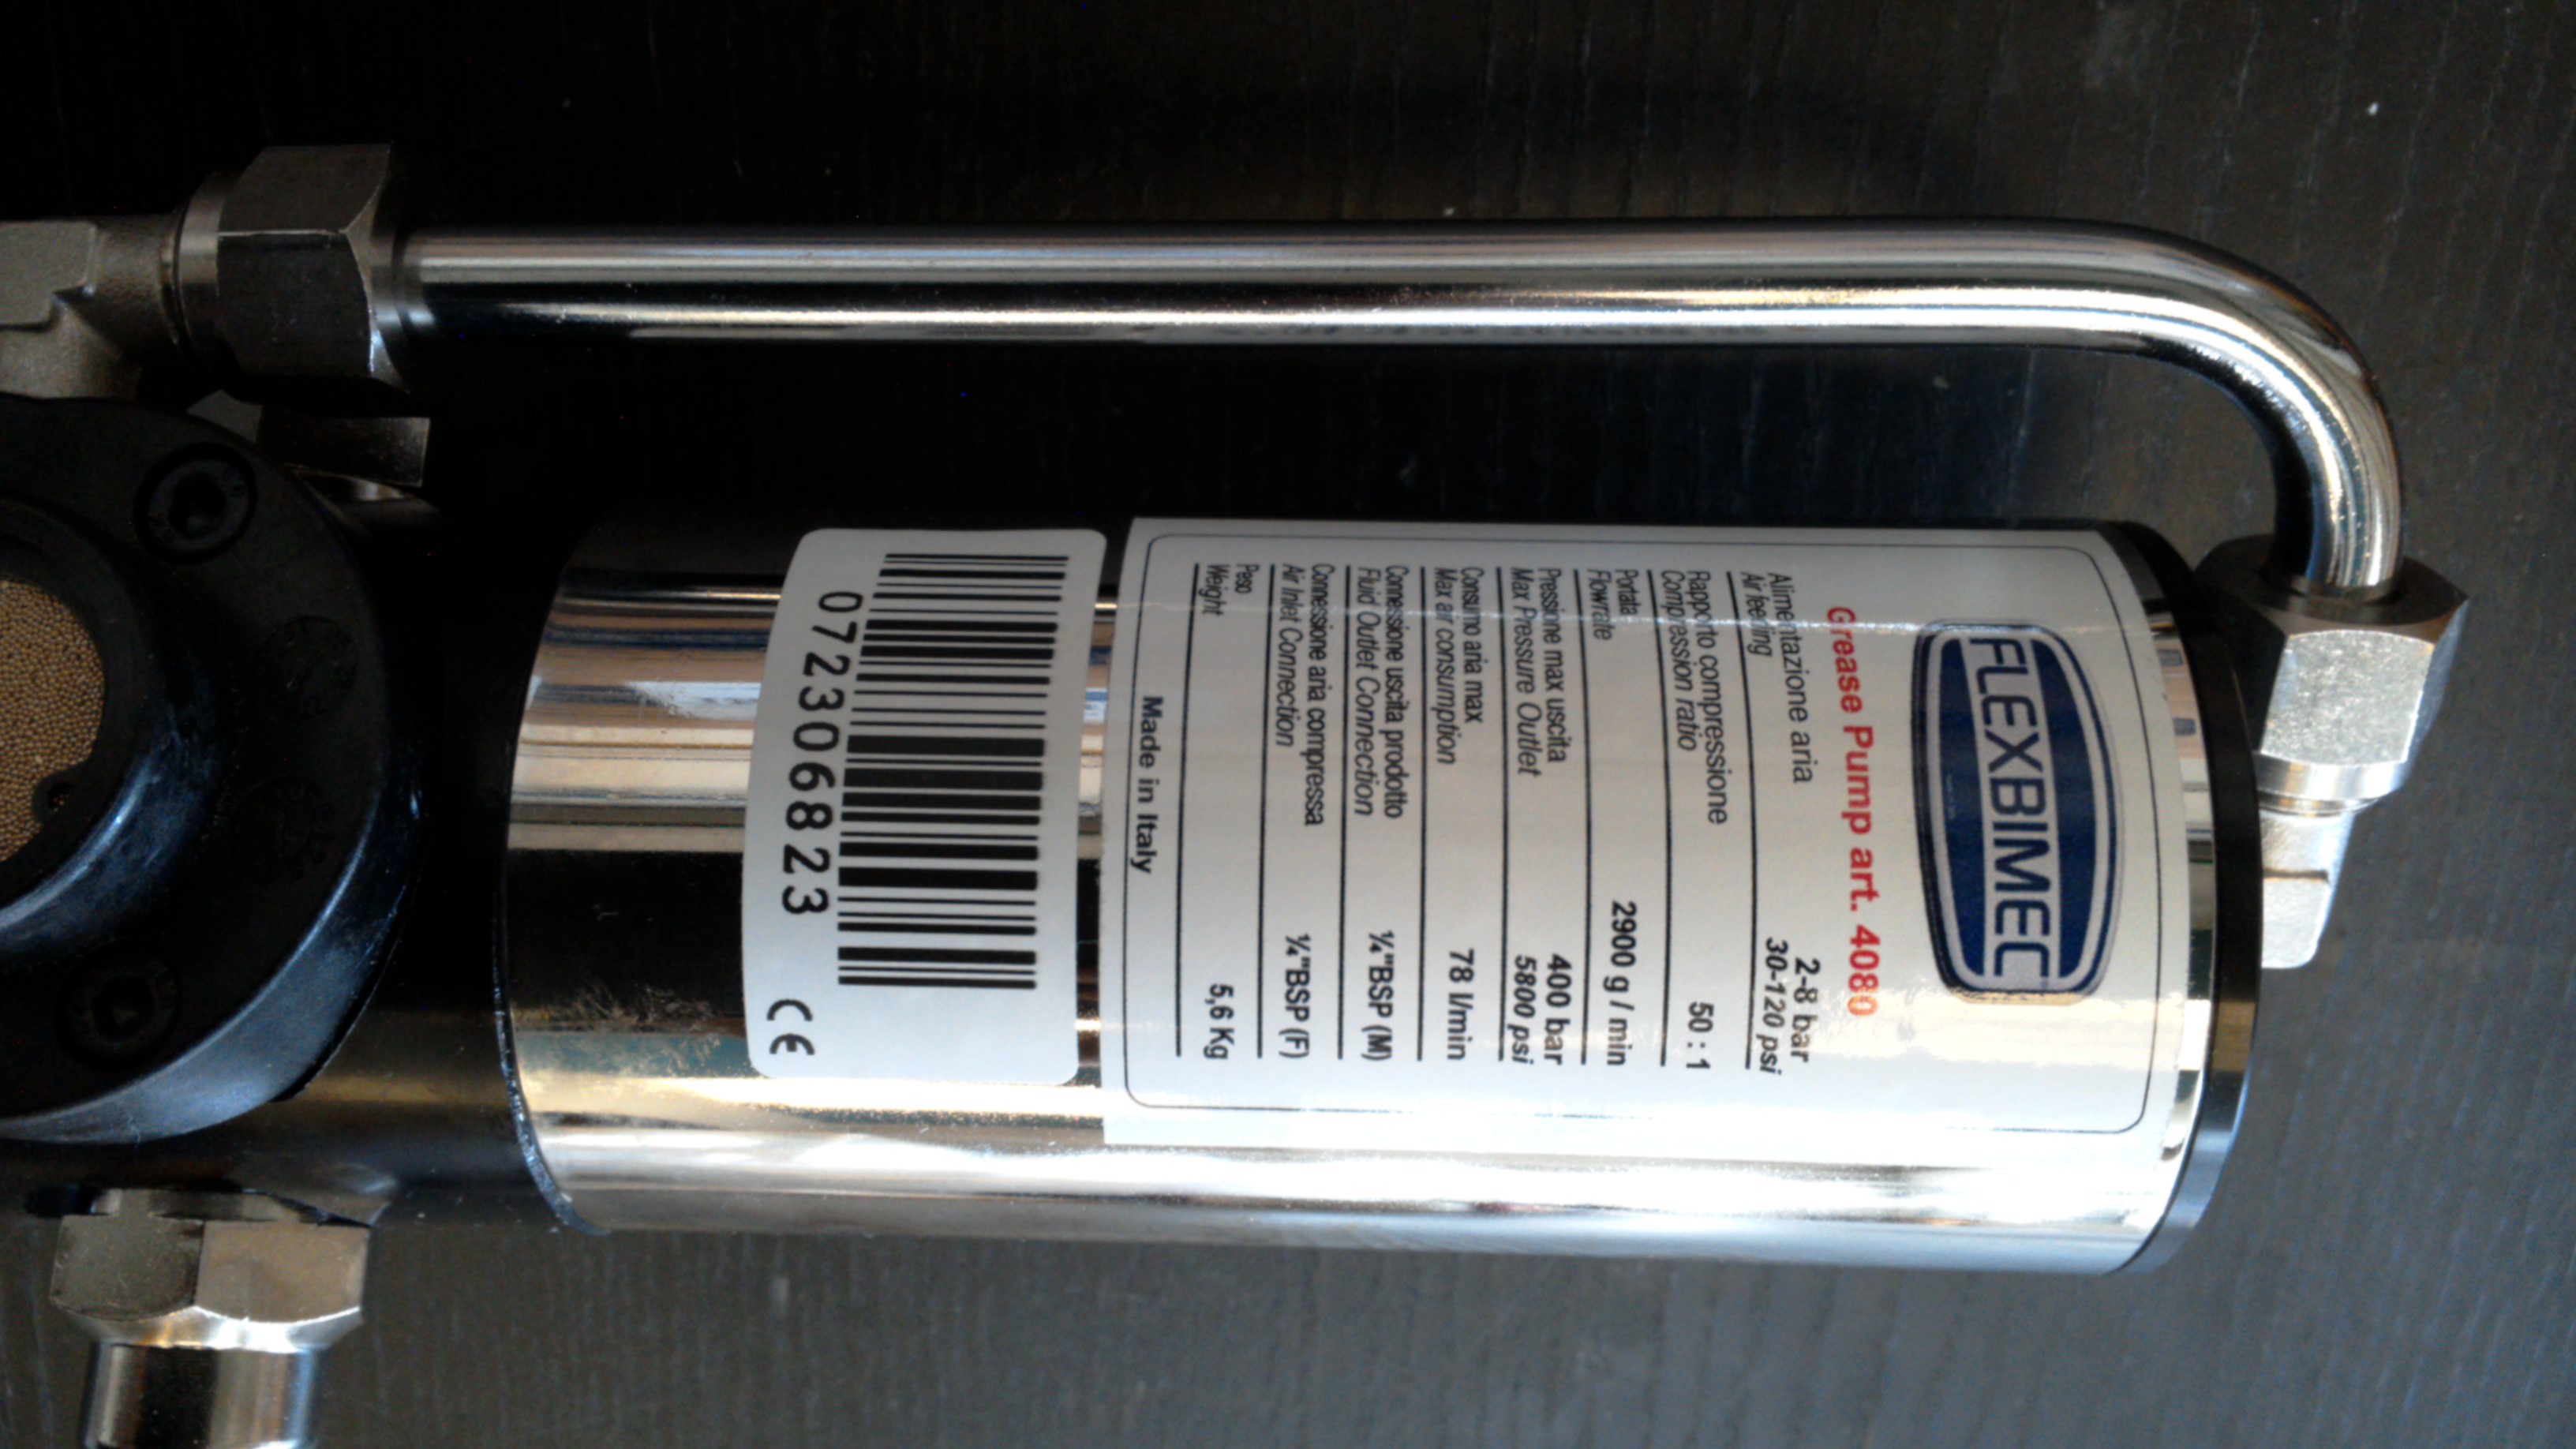 FLEXBIMEC
Grease Pump art. 4080
Alimentazione aria 2-8 bar
Air feeding 30-120 psi
Rapporto compressione
Compression ratio 50 : 1
Portata
Flowrate 2900 g / min
Pressione max uscita 400 bar
Max Pressure Outlet 5800 psi
Consumo aria max
Max air consumption 78 l/min
Connessione uscita prodotto
Fluid Outlet Connection ¼"BSP (M)
Connessione aria compressa
Air Inlet Connection ¼"BSP (F)
Peso
Weight 5,6 Kg
Made in Italy
072306823
CE